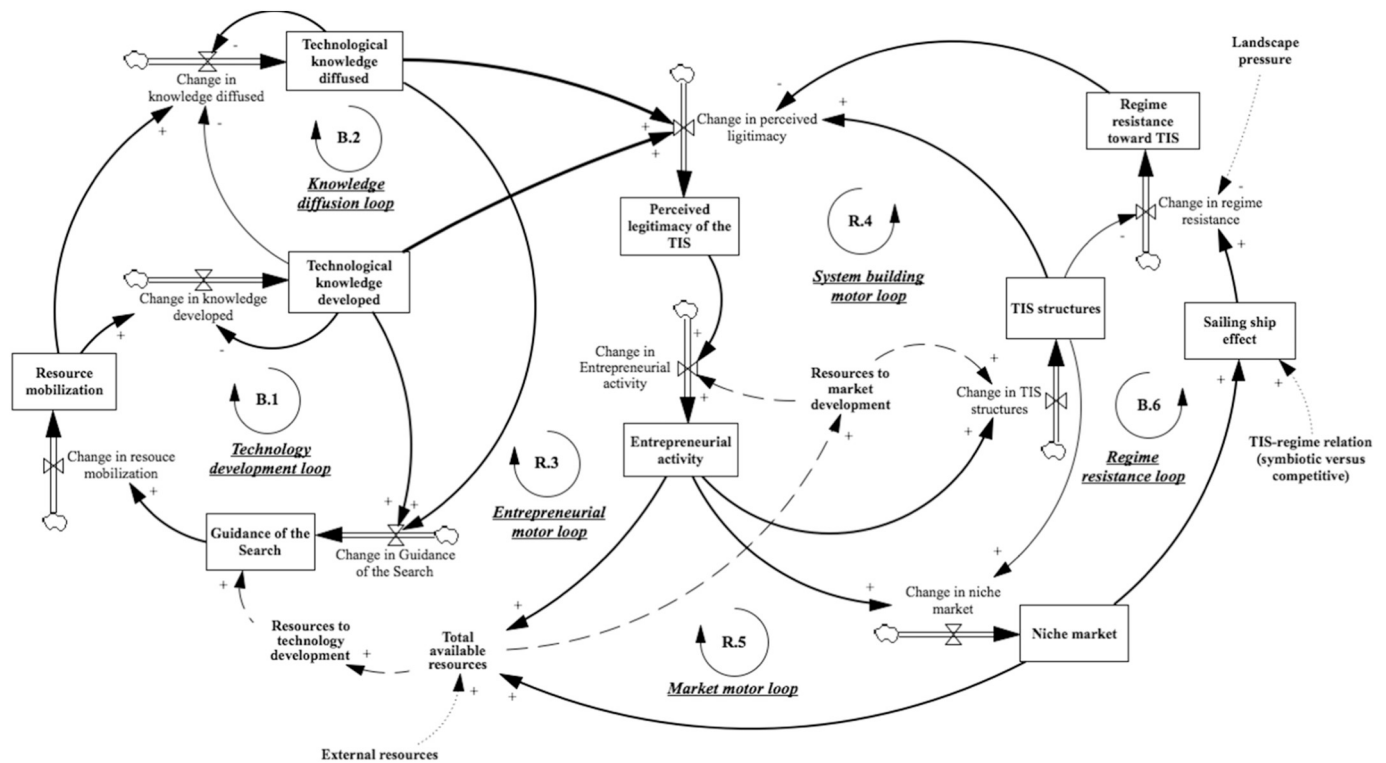 Technological
knowledge
diffused
-
-
Change in
knowledge diffused
+
-
B.2
Knowledge
diffusion loop
Technological
knowledge
developed
Change in knowledge
developed
+
-
Resource
mobilization
B.1
Technology
development loop
Change in resouce
mobilization
+
Guidance of the
Search
+
+
+
Change in Guidance
of the Search
R.3
Entrepreneurial
motor loop
Resources to
technology
development
+
Total
available
resources
+
+
+
External resources
+
+
-
+
Change in perceived
legitimacy
Perceived
legitimacy of the
TIS
R.4
System building
motor loop
+
+
Change in
Entrepreneurial
activity
Resources to
market
development
+
Entrepreneurial
activity
+
+
Change in TIS
structures
TIS structures
Regime
resistance
toward TIS
Landscape
pressure
-
-
+
Change in regime
resistance
Sailing ship
effect
+
+
B.6
Regime
resistance loop
TIS-regime relation
(symbiotic versus
competitive)
+
+
Change in niche
market
Niche market
R.5
Market motor loop